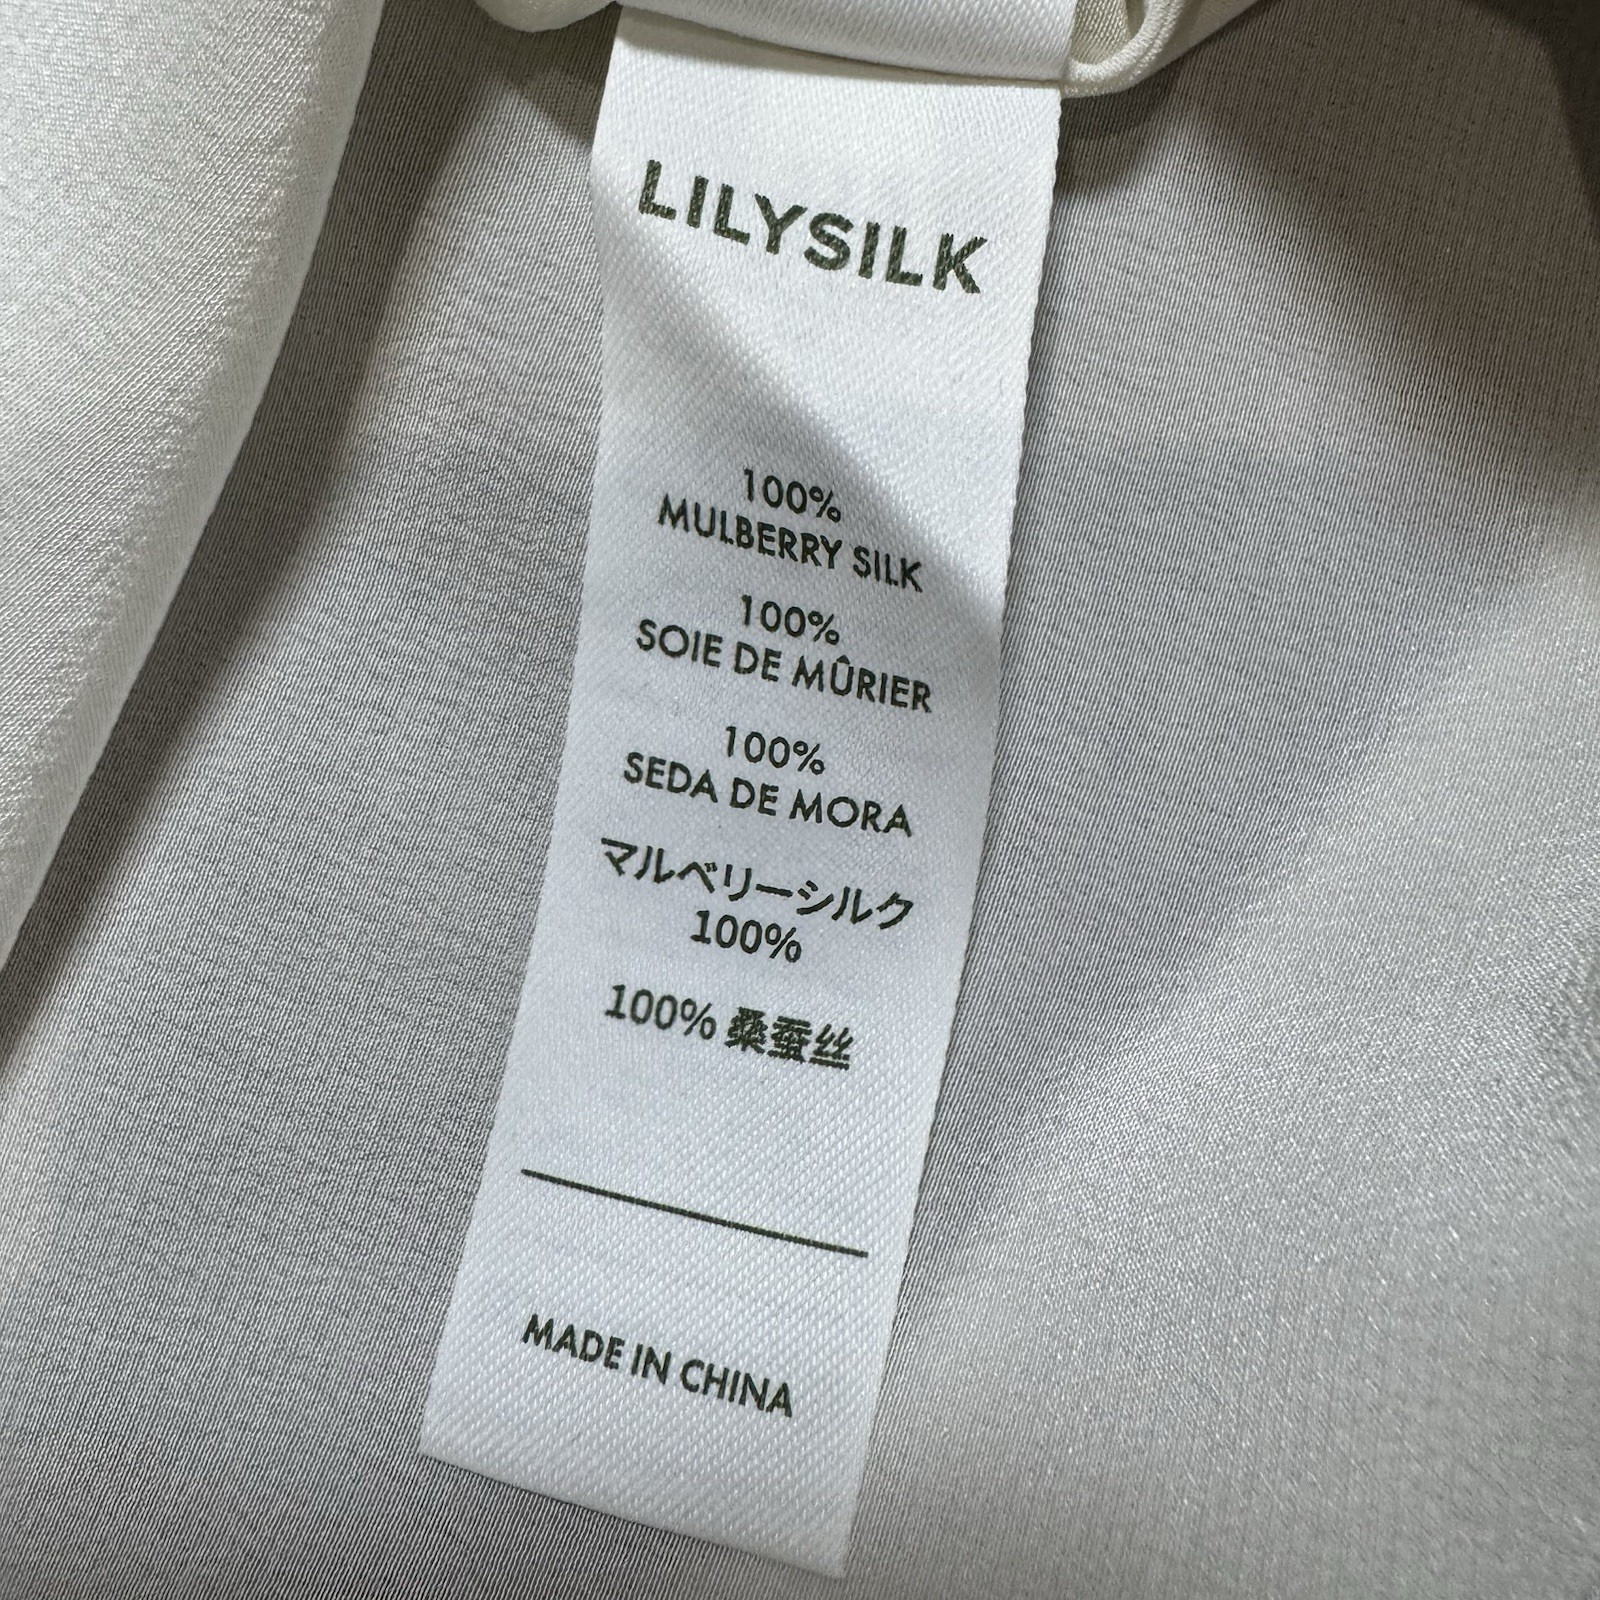 LILYSILK
100%
MULBERRY SILK
100%
SOIE DE MÛRIER
100%
SEDA DE MORA
マルベリーシルク
100%
100% 桑蚕丝
MADE IN CHINA